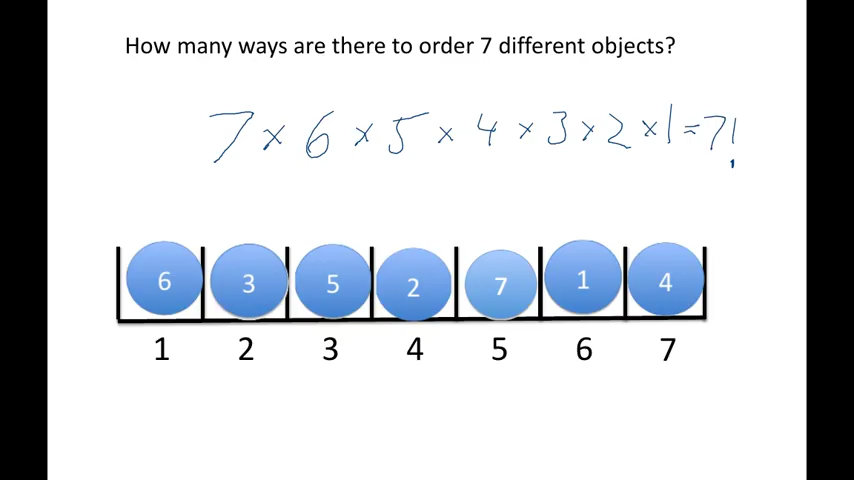 How many ways are there to order 7 different objects?
7 × 6 × 5 × 4 × 3 × 2 × 1 = 7!
6 3 5 2 7 1 4
1 2 3 4 5 6 7